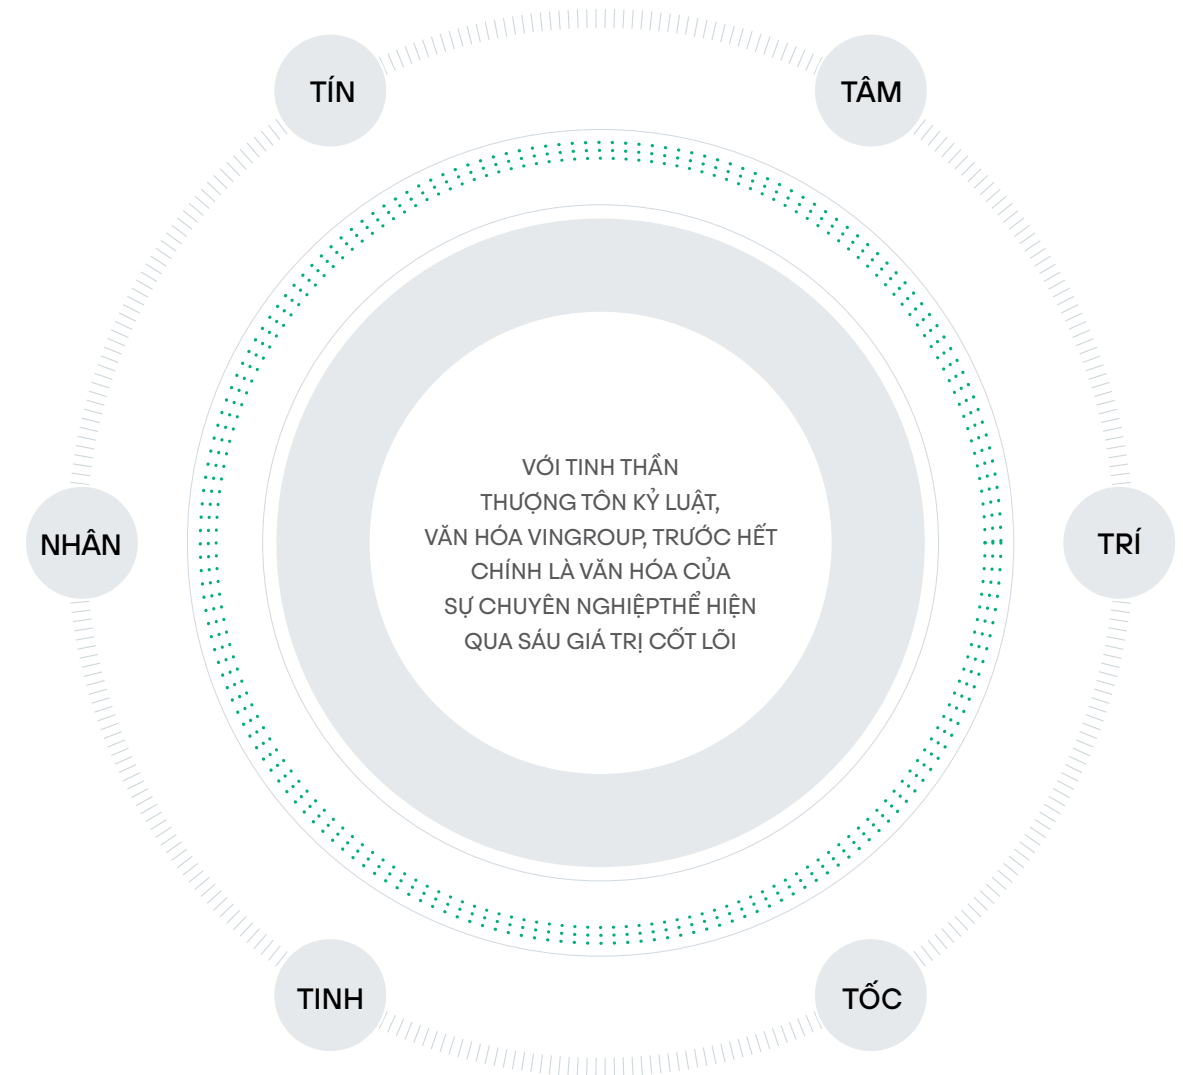 TÍN
TÂM
VỚI TINH THẦN
THƯỢNG TÔN KỶ LUẬT,
VĂN HÓA VINGROUP, TRƯỚC HẾT
NHÂN
TRÍ
CHÍNH LÀ VĂN HÓA CỦA
SỰ CHUYÊN NGHIỆPTHỂ HIỆN
QUA SÁU GIÁ TRỊ CỐT LÕI
TINH
TỐC